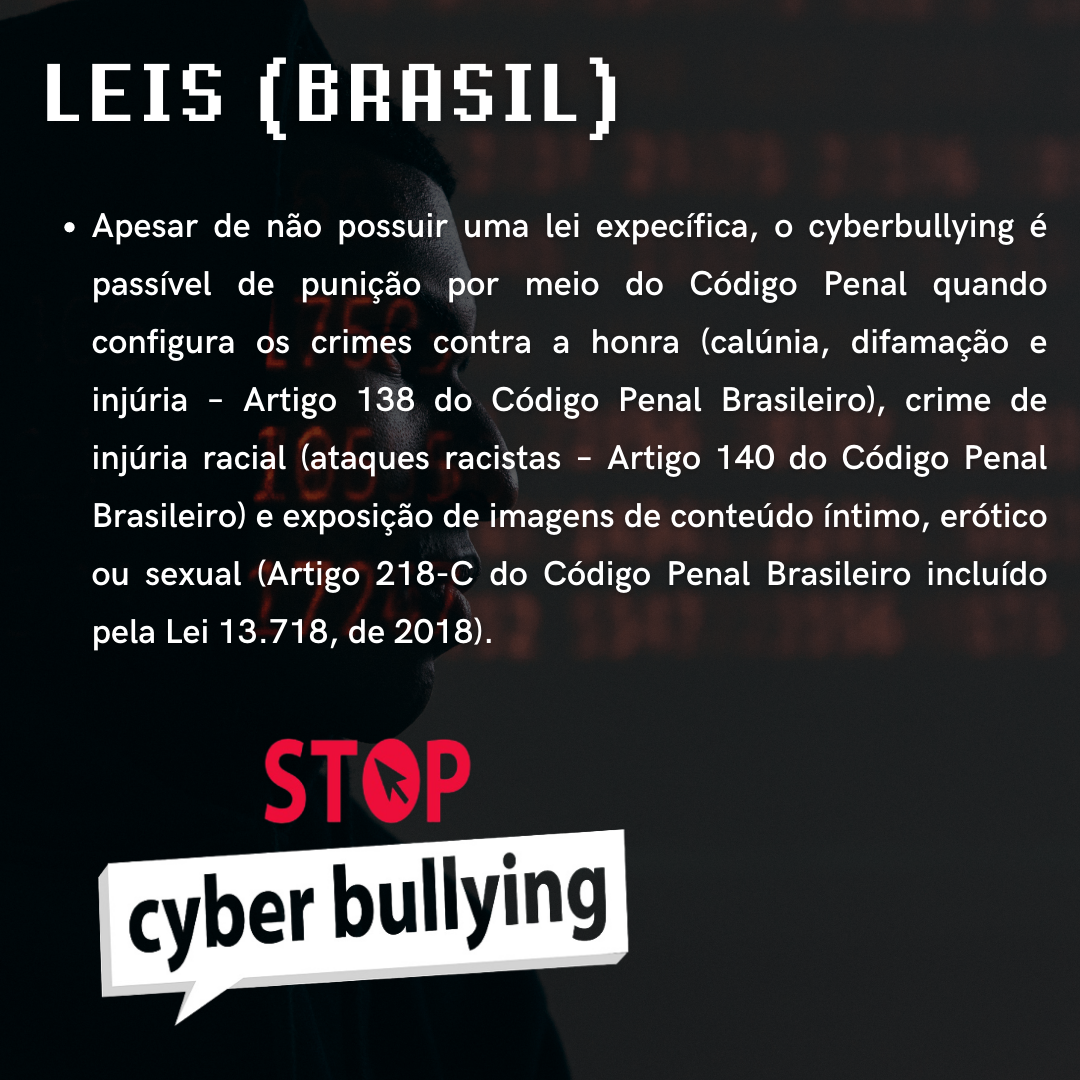 LEIS (BRASIL)
• Apesar de não possuir uma lei expecífica, o cyberbullying é
passível de punição por meio do Código Penal quando
configura os crimes contra a honra (calúnia, difamação e
injúria – Artigo 138 do Código Penal Brasileiro), crime de
injúria racial (ataques racistas – Artigo 140 do Código Penal
Brasileiro) e exposição de imagens de conteúdo íntimo, erótico
ou sexual (Artigo 218-C do Código Penal Brasileiro incluído
pela Lei 13.718, de 2018).
STOP
cyber bullying